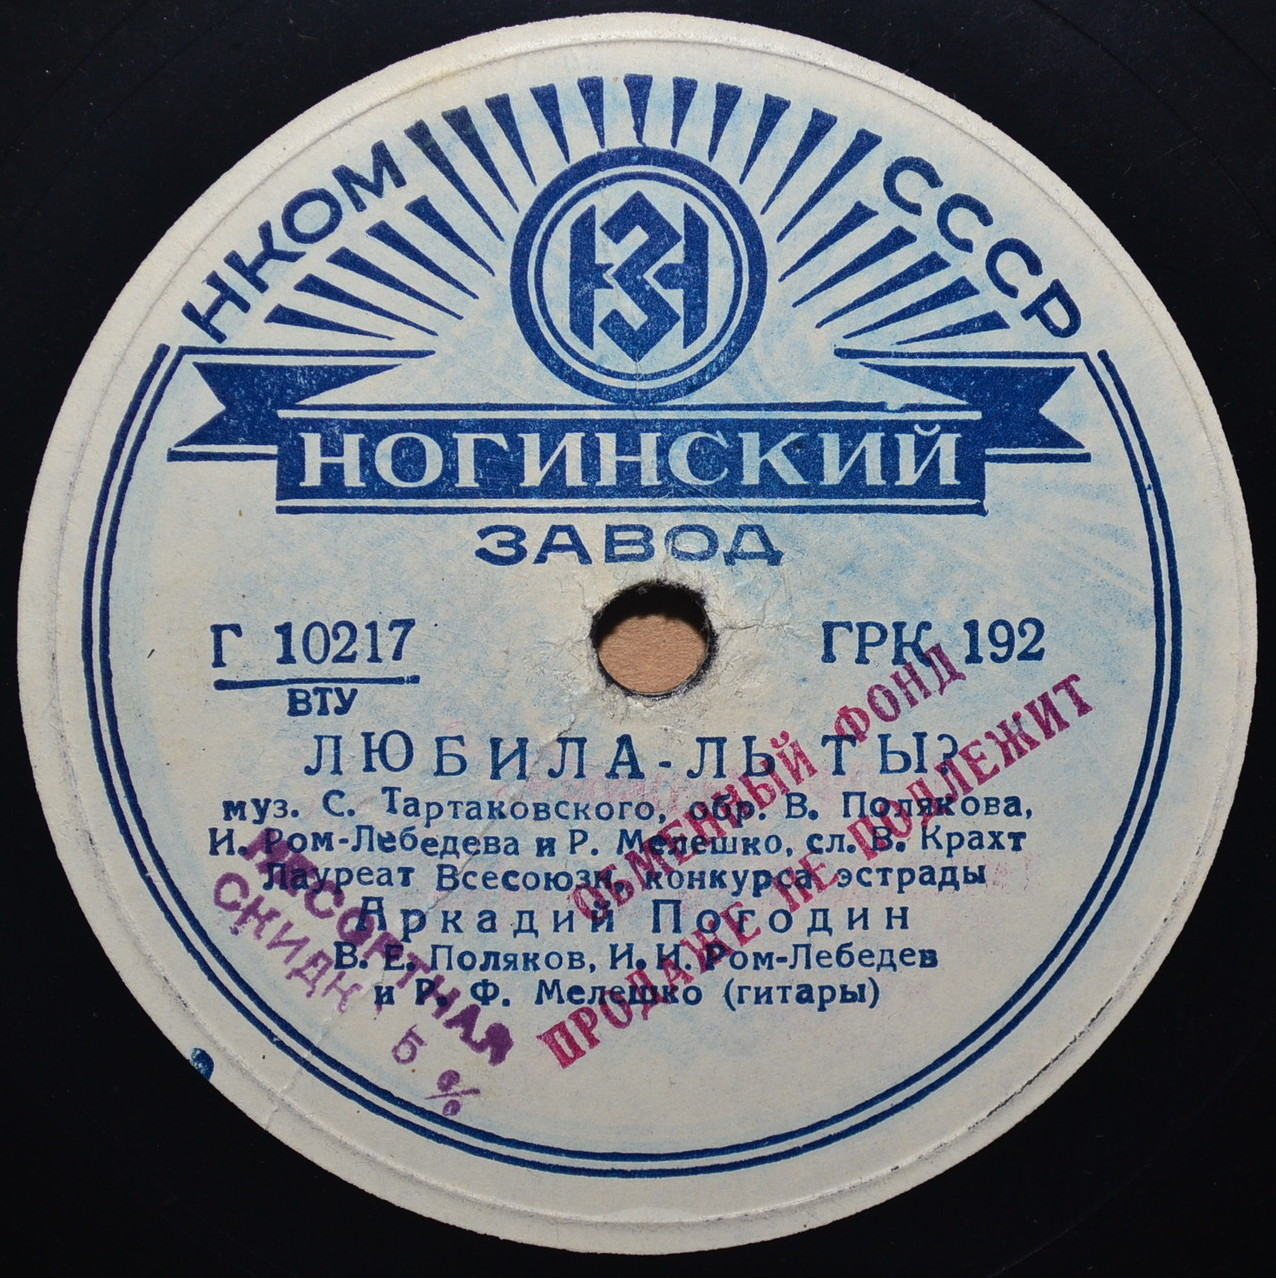 НКОМ СССР
НЗ
НОГИНСКИЙ
ЗАВОД
Г 10217
ВТУ
ГРК 192
ЛЮБИЛА-ЛЬ ТЫ?
муз. С. Тартаковского, обр. В. Полякова,
И. Ром-Лебедева и Р. Мелешко, сл. В. Крахт
Лауреат Всесоюзн. конкурса эстрады
Аркадий Погодин
В. Е. Поляков, И. И. Ром-Лебедев
и Р. Ф. Мелешко (гитары)
ОБМЕННЫЙ ФОНД
ПРОДАЖЕ НЕ ПОДЛЕЖИТ
НЕСОРТНАЯ
СКИДК 5 %